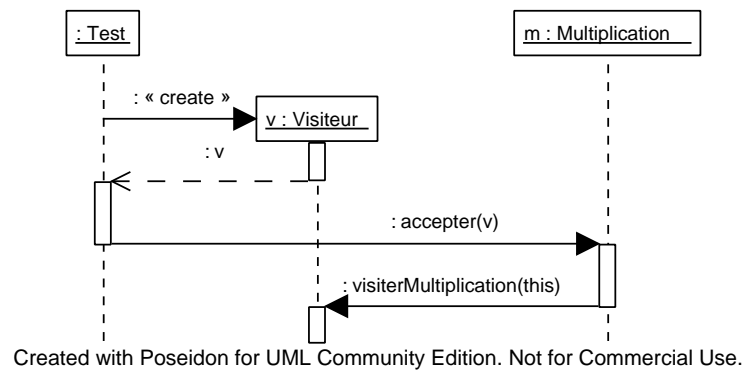 : Test
m : Multiplication
: « create »
v : Visiteur
: v
: accepter(v)
: visiterMultiplication(this)
Created with Poseidon for UML Community Edition. Not for Commercial Use.